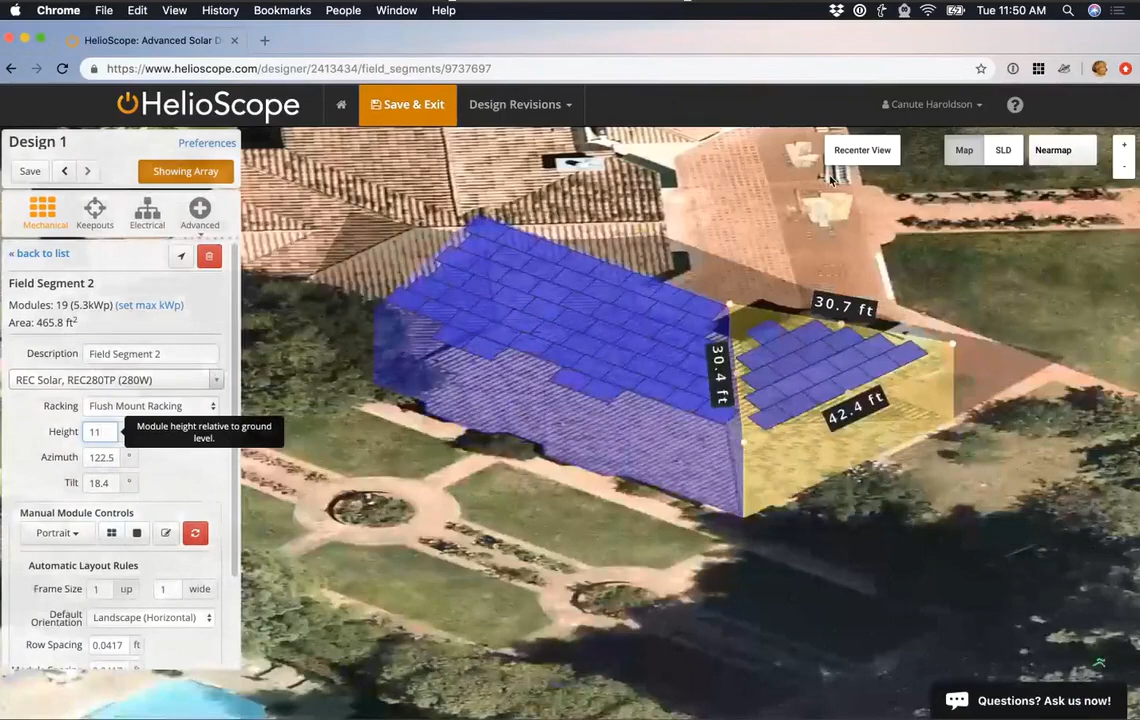 Chrome File Edit View History Bookmarks People Window Help Tue 11:50 AM
HelioScope: Advanced Solar D
https://www.helioscope.com/designer/2413434/field_segments/9737697
HelioScope Save & Exit Design Revisions Canute Haroldson
Design 1 Preferences
Save Showing Array
Recenter View Map SLD Nearmap + -
Mechanical Keepouts Electrical Advanced
« back to list
Field Segment 2
Modules: 19 (5.3kWp) (set max kWp)
Area: 465.8 ft²
Description Field Segment 2
REC Solar, REC280TP (280W)
Racking Flush Mount Racking
Height 11
Module height relative to ground
level.
Azimuth 122.5 °
Tilt 18.4 °
Manual Module Controls
Portrait
Automatic Layout Rules
Frame Size 1 up 1 wide
Default
Orientation Landscape (Horizontal)
Row Spacing 0.0417 ft
30.7 ft
30.4 ft
42.4 ft
Questions? Ask us now!